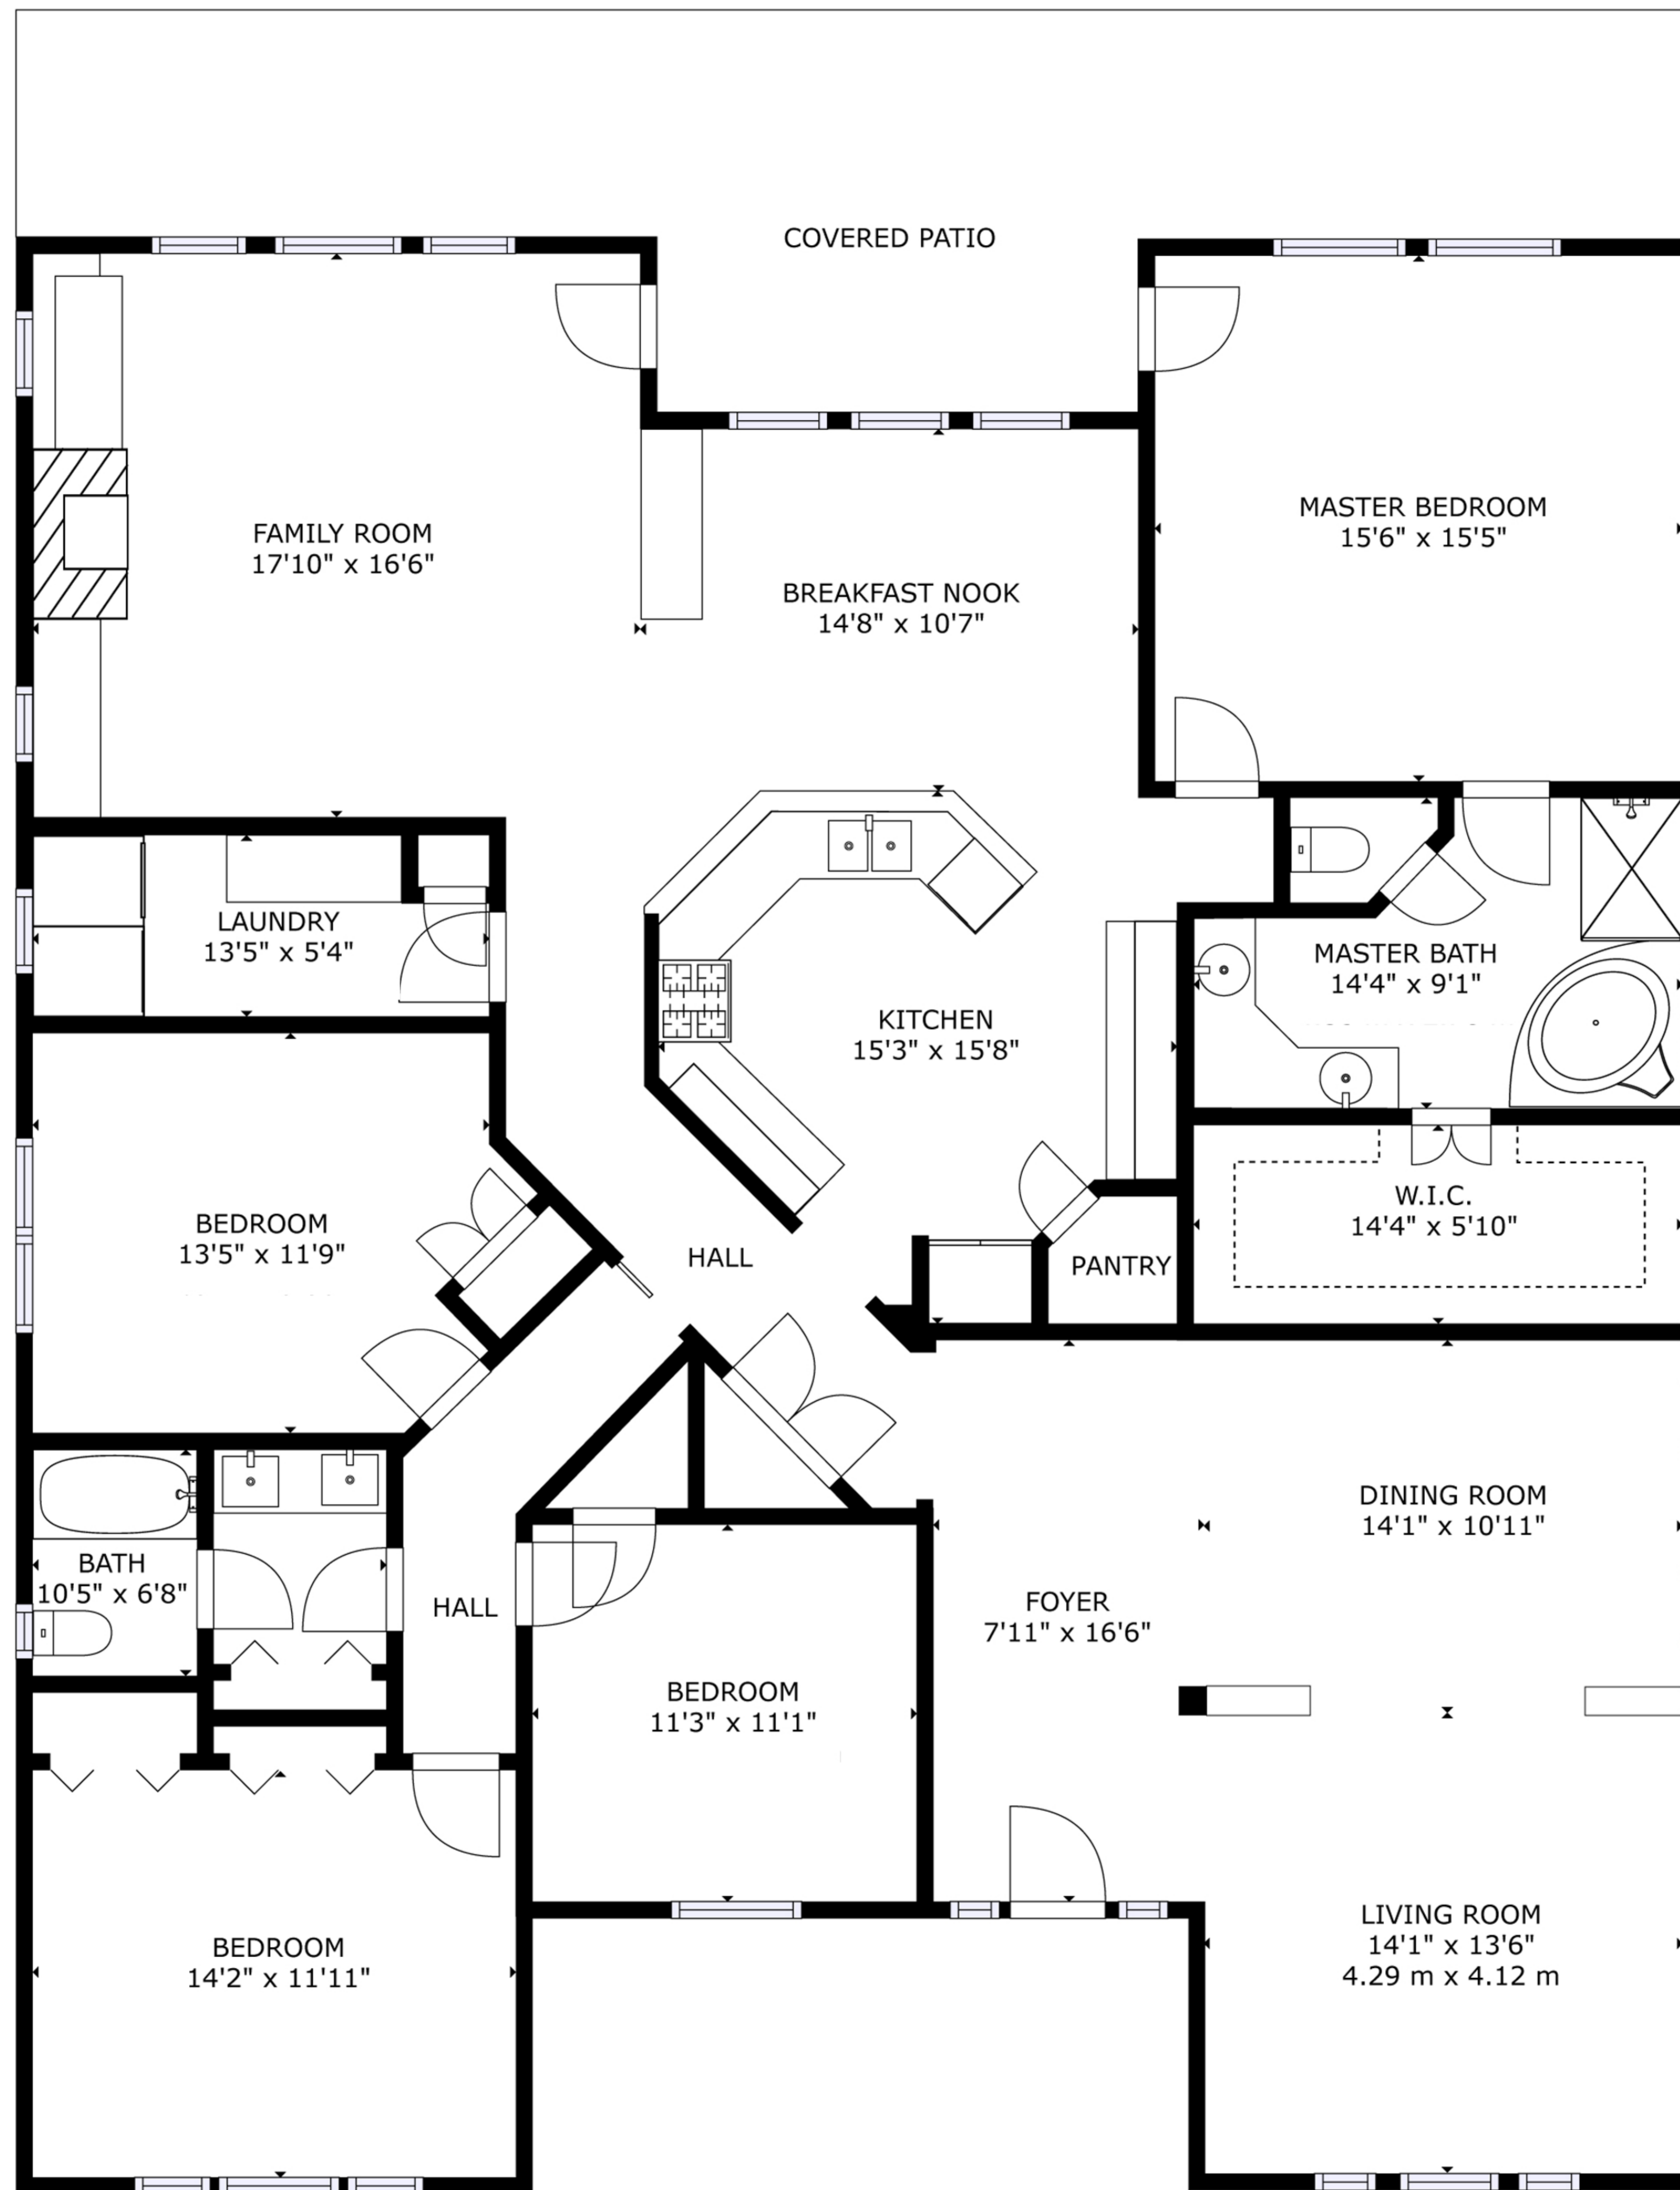 COVERED PATIO
FAMILY ROOM
17'10" x 16'6"
MASTER BEDROOM
15'6" x 15'5"
BREAKFAST NOOK
14'8" x 10'7"
LAUNDRY
13'5" x 5'4"
MASTER BATH
14'4" x 9'1"
KITCHEN
15'3" x 15'8"
W.I.C.
14'4" x 5'10"
BEDROOM
13'5" x 11'9"
HALL
PANTRY
DINING ROOM
14'1" x 10'11"
BATH
10'5" x 6'8"
HALL
FOYER
7'11" x 16'6"
BEDROOM
11'3" x 11'1"
LIVING ROOM
14'1" x 13'6"
4.29 m x 4.12 m
BEDROOM
14'2" x 11'11"